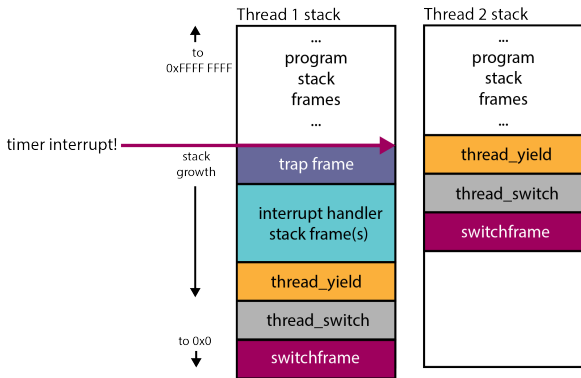 Thread 1 stack
Thread 2 stack
to
0xFFFF FFFF
...
program
stack
frames
...
...
program
stack
frames
...
timer interrupt!
stack
growth
trap frame
interrupt handler
stack frame(s)
thread_yield
thread_switch
switchframe
thread_yield
thread_switch
switchframe
to 0x0